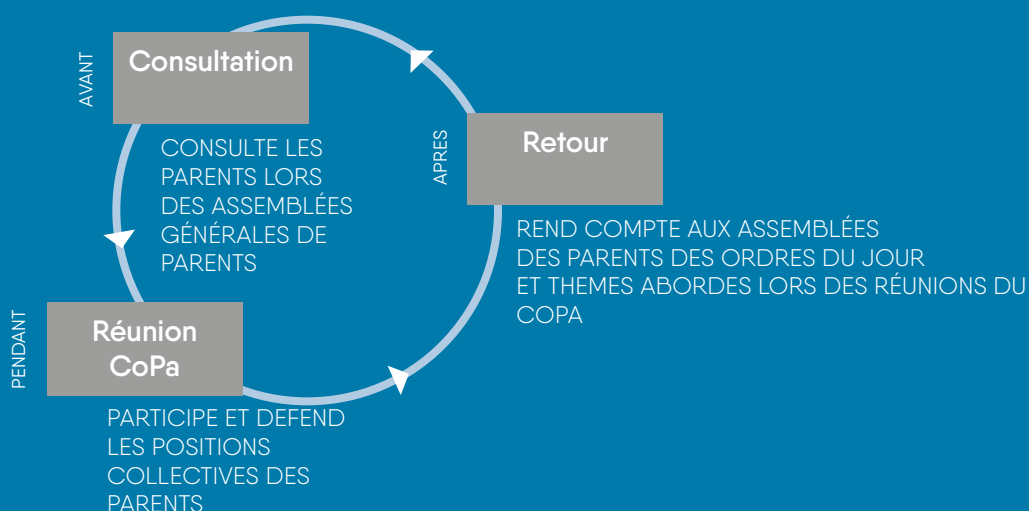 AVANT
Consultation
CONSULTE LES
PARENTS LORS
DES ASSEMBLÉES
GÉNÉRALES DE
PARENTS
PENDANT
Réunion
CoPa
PARTICIPE ET DEFEND
LES POSITIONS
COLLECTIVES DES
PARENTS
APRES
Retour
REND COMPTE AUX ASSEMBLÉES
DES PARENTS DES ORDRES DU JOUR
ET THEMES ABORDES LORS DES RÉUNIONS DU
COPA